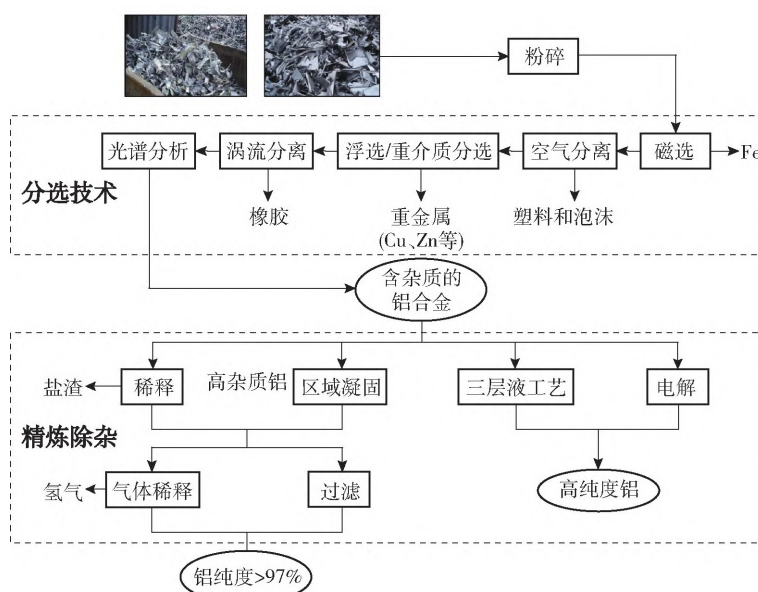 粉碎
光谱分析
涡流分离
浮选/重介质分选
空气分离
磁选
Fe
分选技术
橡胶
重金属
(Cu、Zn等)
塑料和泡沫
含杂质的
铝合金
盐渣
稀释
高杂质铝
区域凝固
三层液工艺
电解
精炼除杂
氢气
气体稀释
过滤
高纯度铝
铝纯度>97%